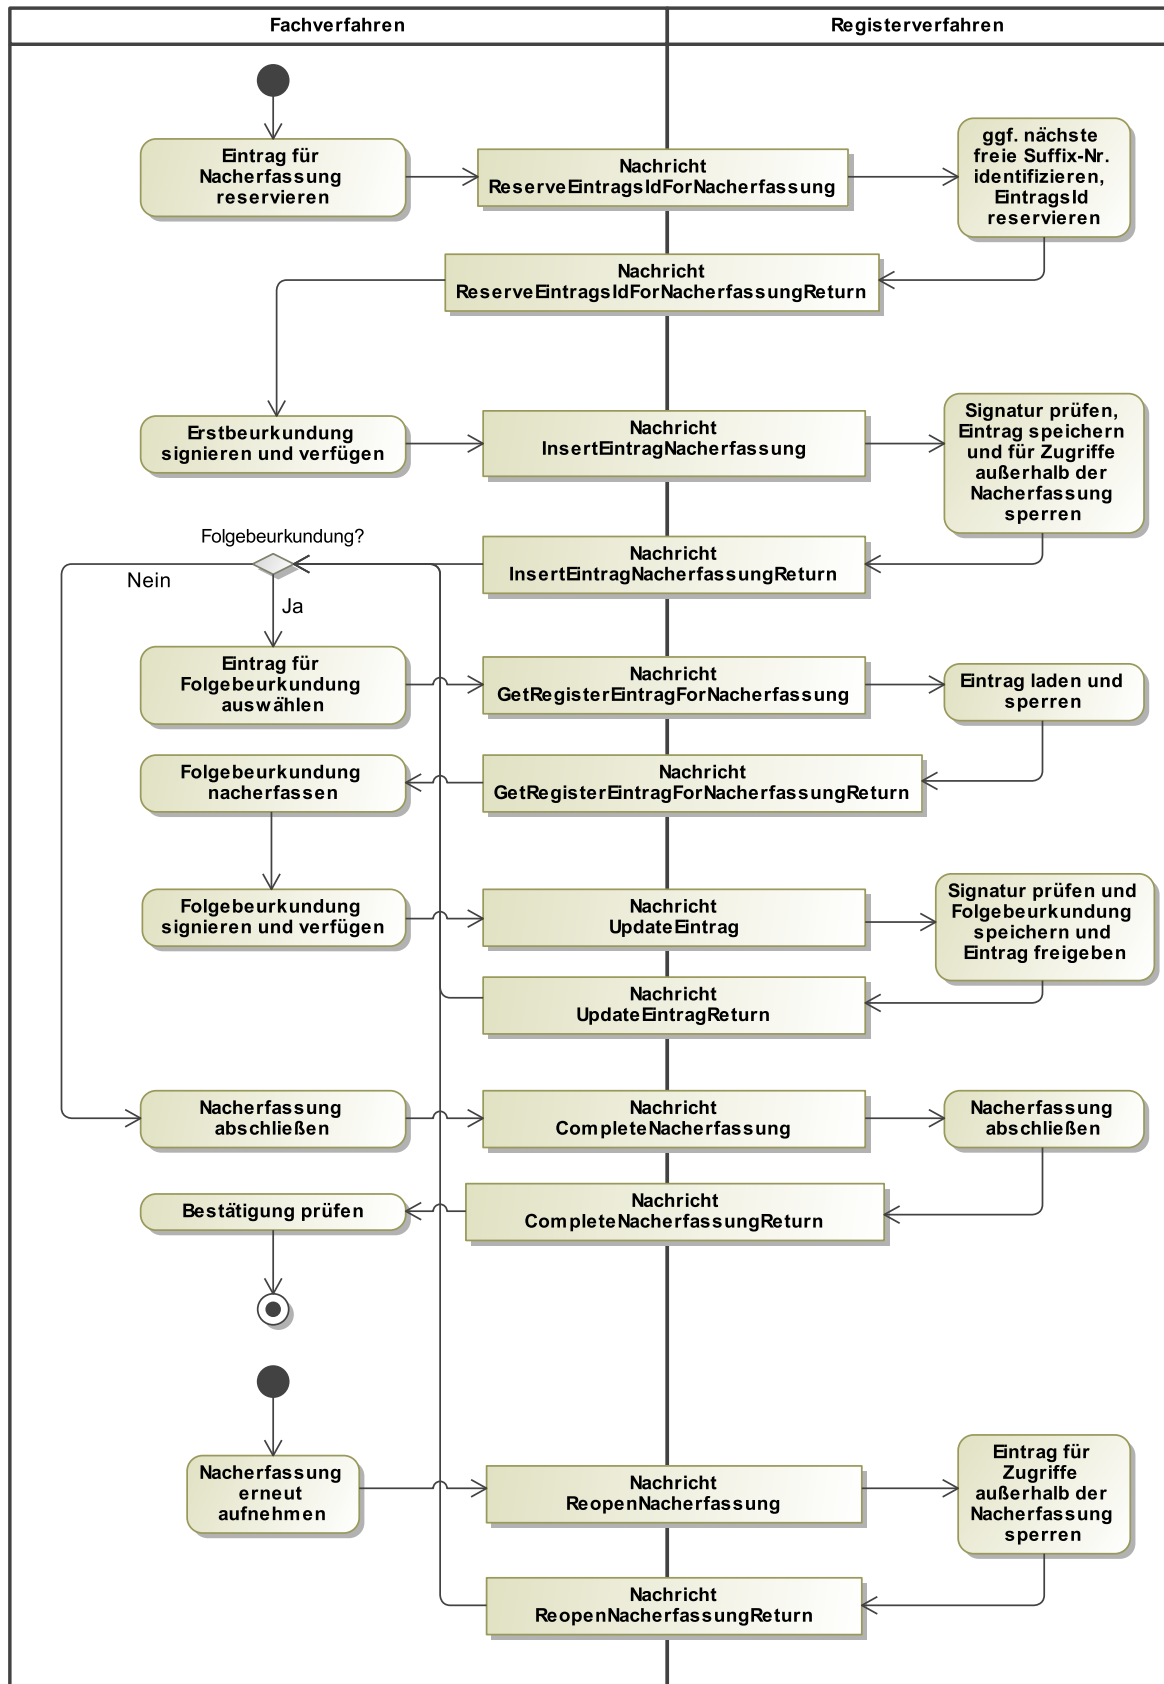 Fachverfahren
Registerverfahren
Eintrag für
Nacherfassung
reservieren
Nachricht
ReserveEintragsIdForNacherfassung
ggf. nächste
freie Suffix-Nr.
identifizieren,
EintragsId
reservieren
Nachricht
ReserveEintragsIdForNacherfassungReturn
Erstbeurkundung
signieren und verfügen
Nachricht
InsertEintragNacherfassung
Signatur prüfen,
Eintrag speichern
und für Zugriffe
außerhalb der
Nacherfassung
sperren
Folgebeurkundung?
Nein
Ja
Nachricht
InsertEintragNacherfassungReturn
Eintrag für
Folgebeurkundung
auswählen
Nachricht
GetRegisterEintragForNacherfassung
Eintrag laden und
sperren
Folgebeurkundung
nacherfassen
Nachricht
GetRegisterEintragForNacherfassungReturn
Folgebeurkundung
signieren und verfügen
Nachricht
UpdateEintrag
Signatur prüfen und
Folgebeurkundung
speichern und
Eintrag freigeben
Nachricht
UpdateEintragReturn
Nacherfassung
abschließen
Nachricht
CompleteNacherfassung
Nacherfassung
abschließen
Bestätigung prüfen
Nachricht
CompleteNacherfassungReturn
Nacherfassung
erneut
aufnehmen
Nachricht
ReopenNacherfassung
Eintrag für
Zugriffe
außerhalb der
Nacherfassung
sperren
Nachricht
ReopenNacherfassungReturn